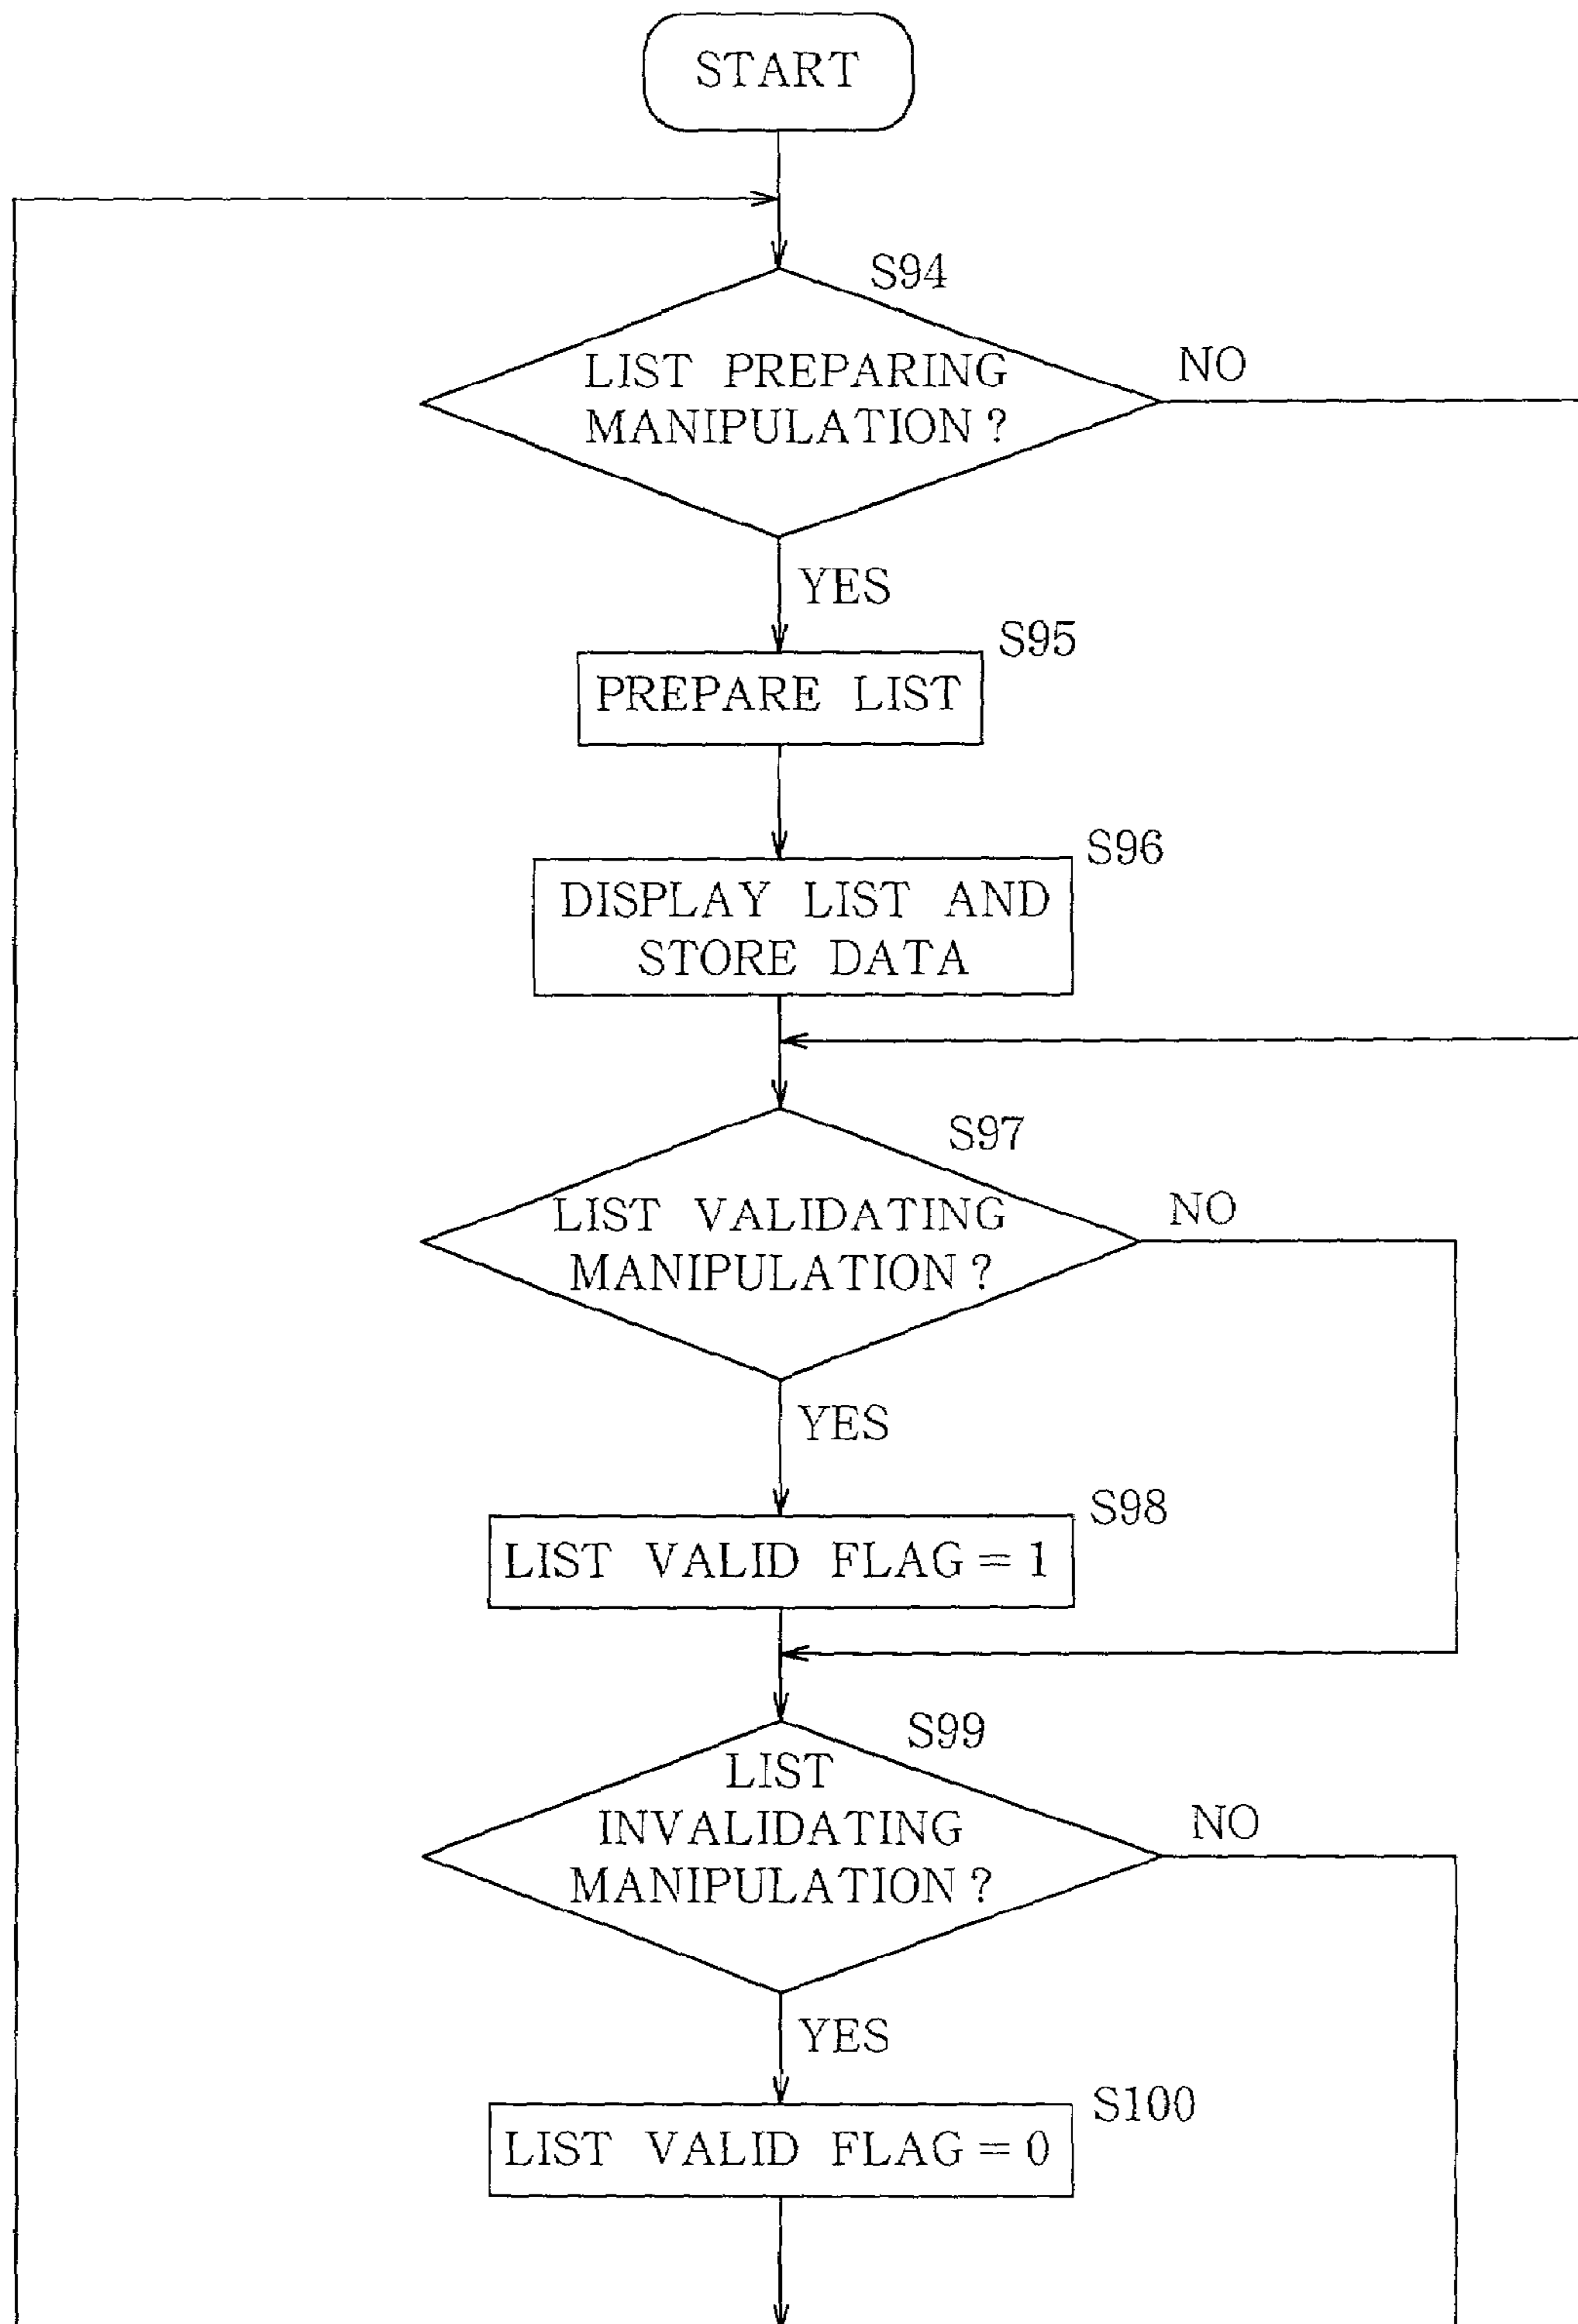 START
S94
LIST PREPARING
MANIPULATION?
NO
YES
S95
PREPARE LIST
S96
DISPLAY LIST AND
STORE DATA
S97
LIST VALIDATING
MANIPULATION?
NO
YES
S98
LIST VALID FLAG = 1
S99
LIST
INVALIDATING
MANIPULATION?
NO
YES
S100
LIST VALID FLAG = 0